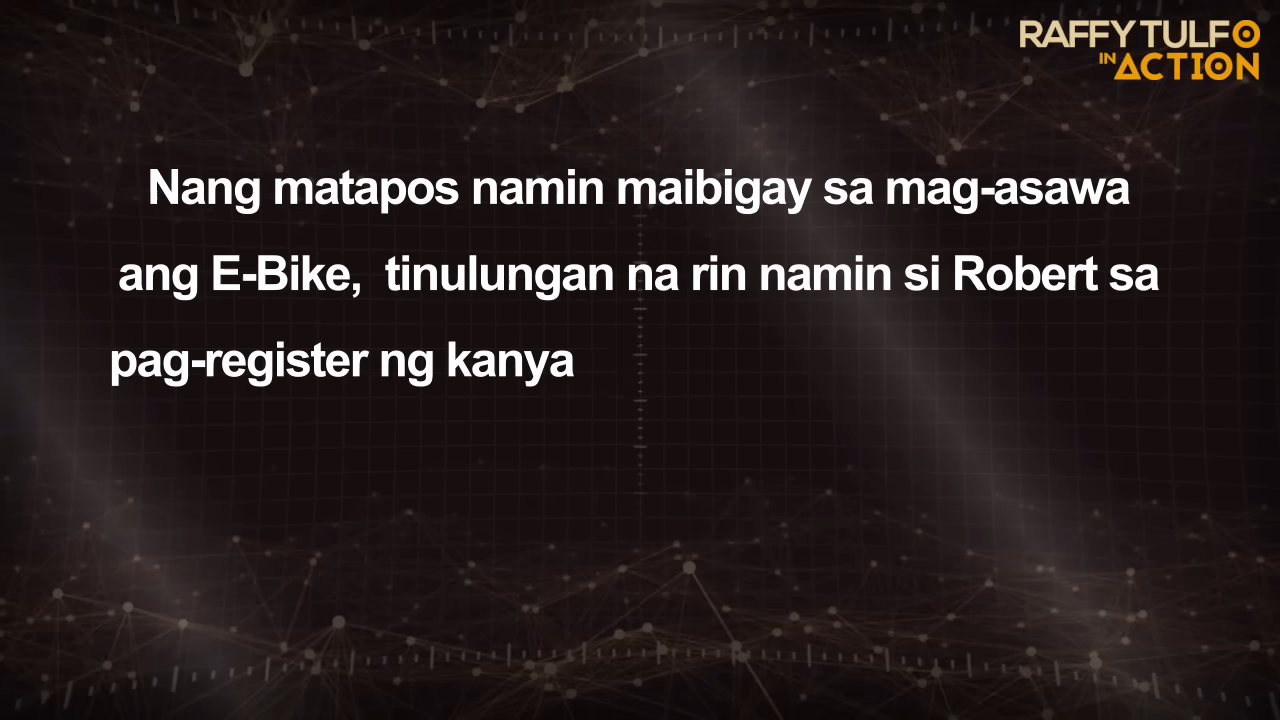 RAFFY TULFO
IN ACTION
Nang matapos namin maibigay sa mag-asawa
ang E-Bike, tinulungan na rin namin si Robert sa
pag-register ng kanya